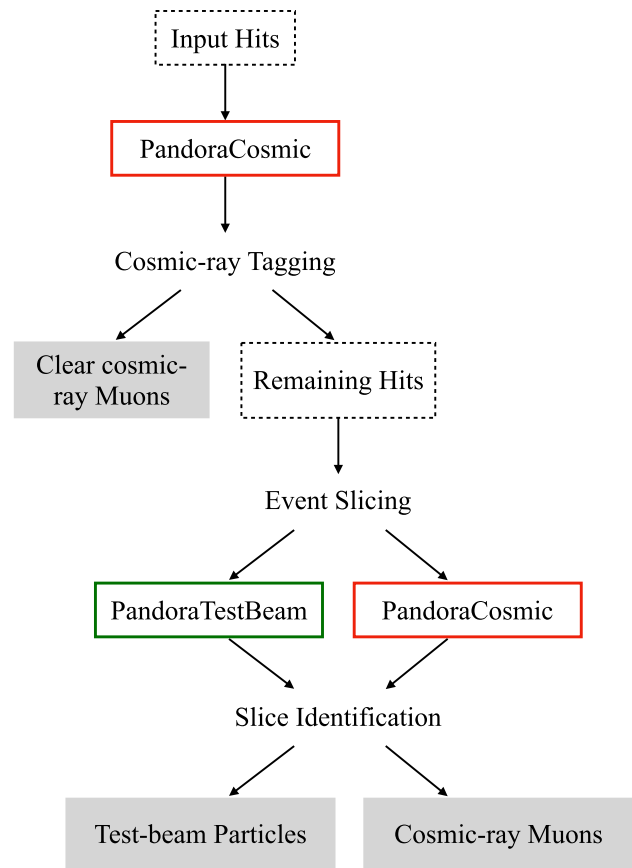 Input Hits
PandoraCosmic
Cosmic-ray Tagging
Clear cosmic-
ray Muons
Remaining Hits
Event Slicing
PandoraTestBeam
PandoraCosmic
Slice Identification
Test-beam Particles
Cosmic-ray Muons